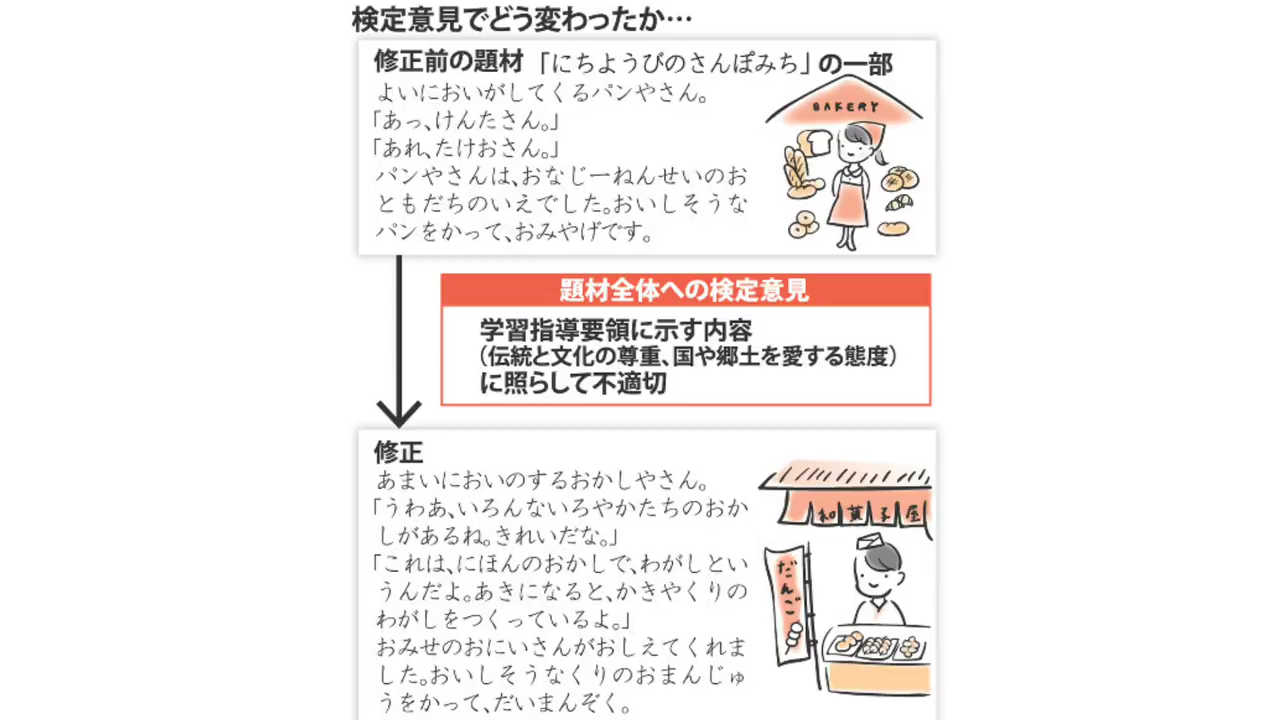 検定意見でどう変わったか…
修正前の題材 「にちようびのさんぽみち」の一部
よいにおいがしてくるパンやさん。
「あっ、けんたさん。」
「あれ、たけおさん。」
パンやさんは、おなじ一ねんせいのお
ともだちのいえでした。おいしそうな
パンをかって、おみやげです。
BAKERY
題材全体への検定意見
学習指導要領に示す内容
(伝統と文化の尊重、国や郷土を愛する態度)
に照らして不適切
修正
あまいにおいのするおかしやさん。
「うわあ、いろんないろやかたちのおか
しがあるね。きれいだな。」
「これは、にほんのおかしで、わがしとい
うんだよ。あきになると、かきやくりの
わがしをつくっているよ。」
おみせのおにいさんがおしえてくれま
した。おいしそうなくりのおまんじゅ
うをかって、だいまんぞく。
和菓子屋
だんご